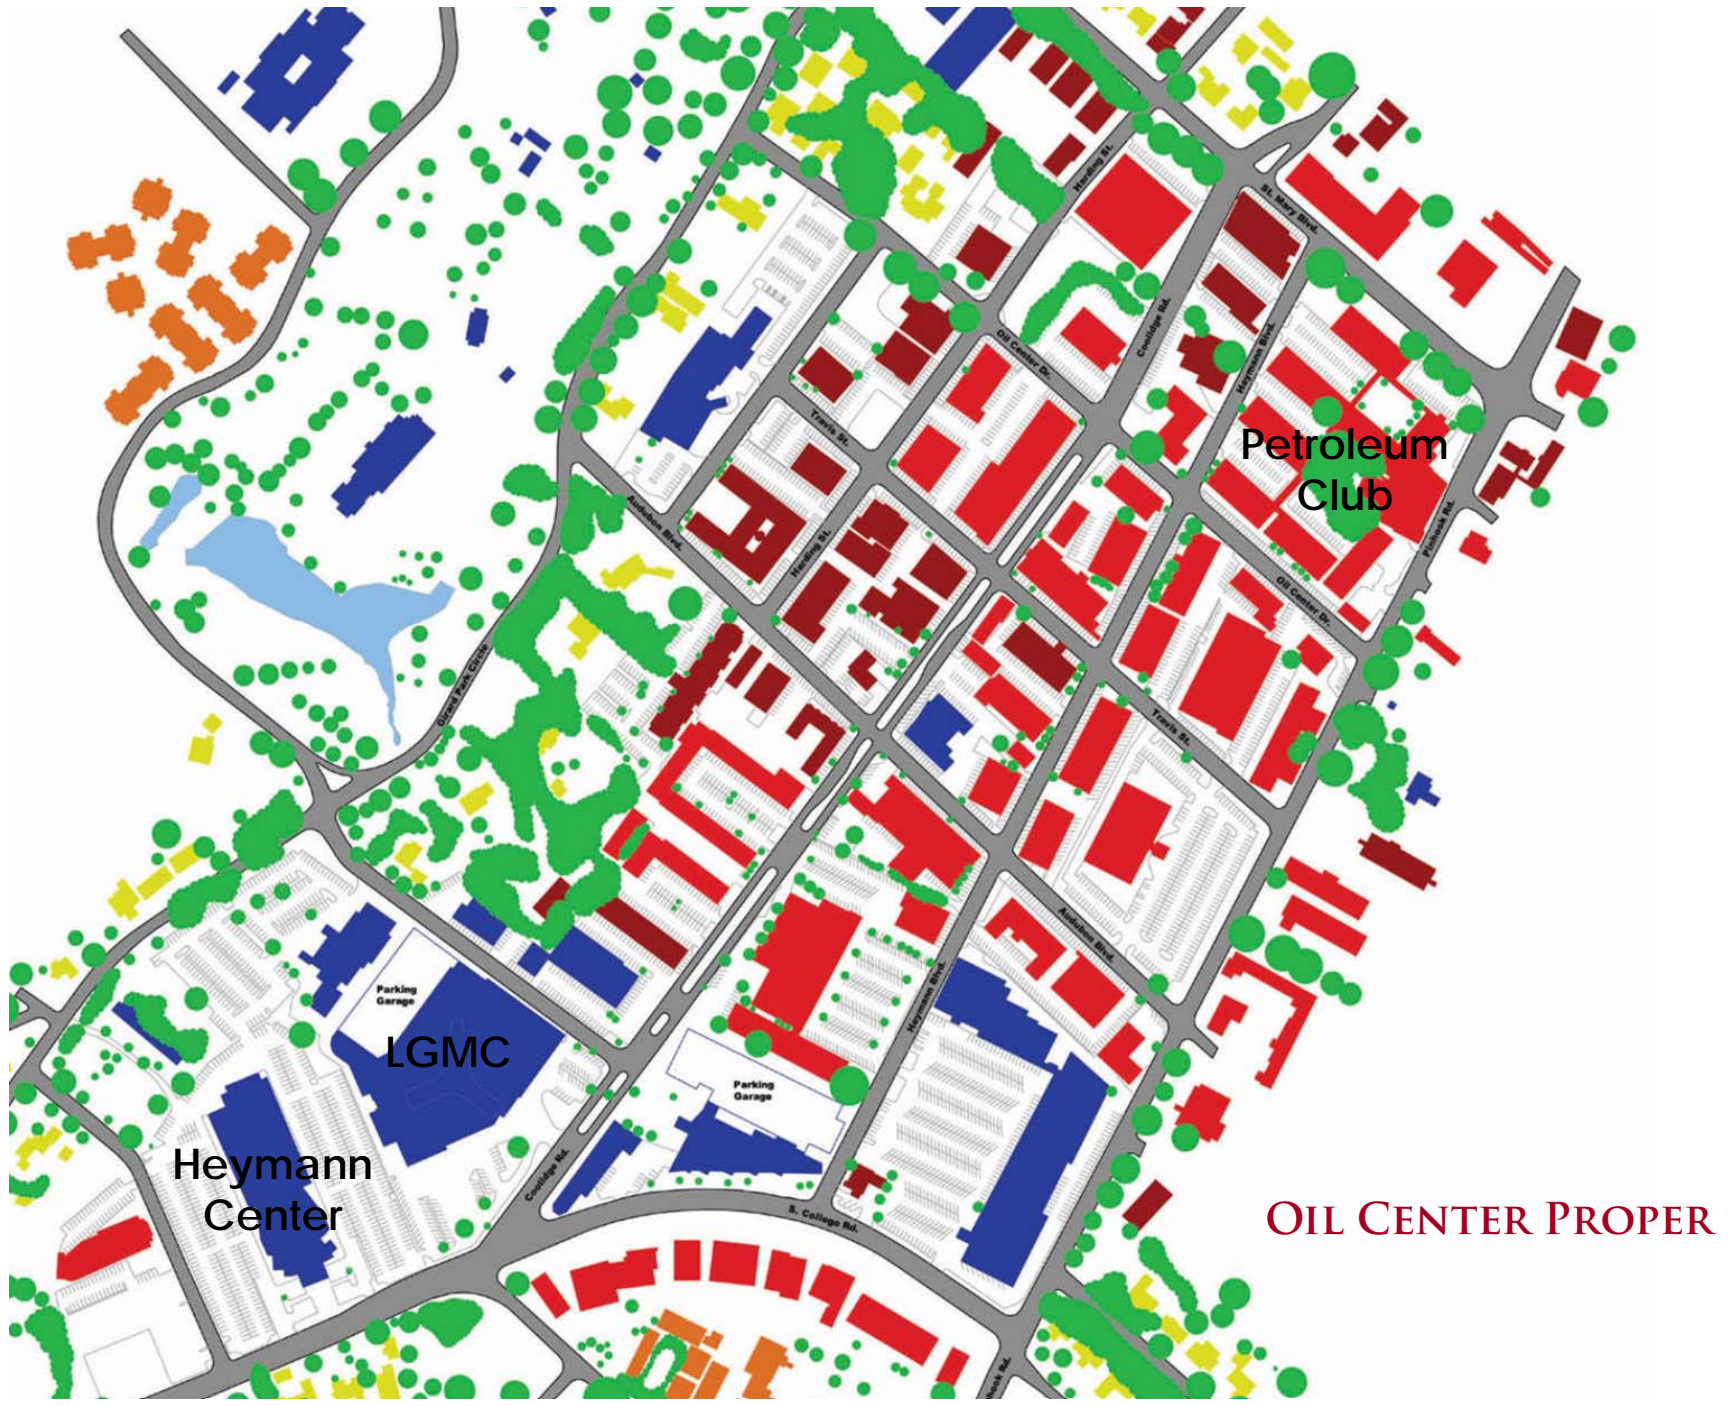 Harding St.
St. Mary Blvd.
Coolidge Rd.
Heymann Blvd.
Oil Center Dr.
Travis St.
Petroleum
Club
Audubon Blvd.
Harding St.
Pinhook Rd.
Oil Center Dr.
Girard Park Circle
Travis St.
Audubon Blvd.
Parking
Garage
Heymann Blvd.
LGMC
Parking
Garage
Heymann
Center
Coolidge Rd.
S. College Rd.
OIL CENTER PROPER
hook Rd.